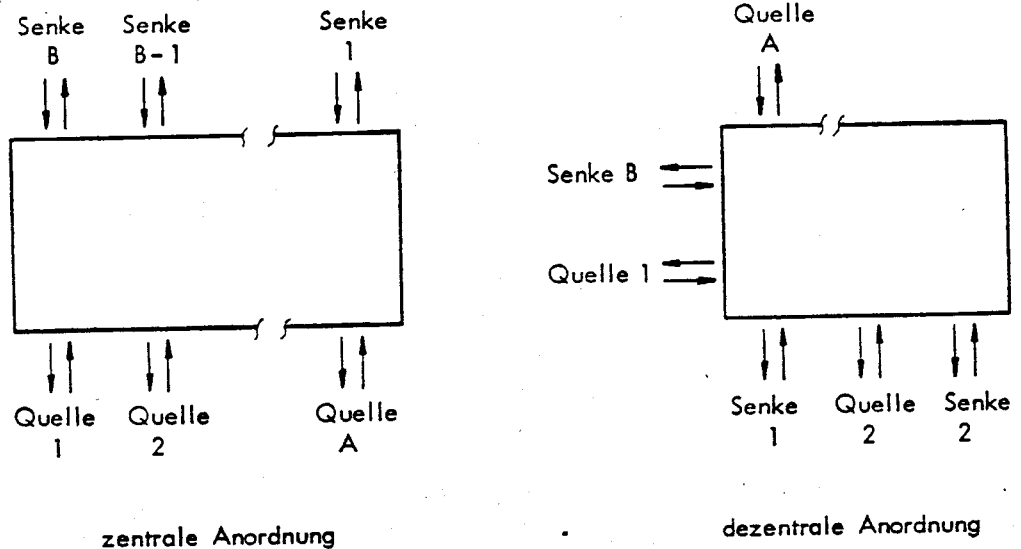 Senke
B
Senke
B-1
Senke
1
Quelle
1
Quelle
2
Quelle
A
zentrale Anordnung
Quelle
A
Senke B
Quelle 1
Senke
1
Quelle
2
Senke
2
dezentrale Anordnung